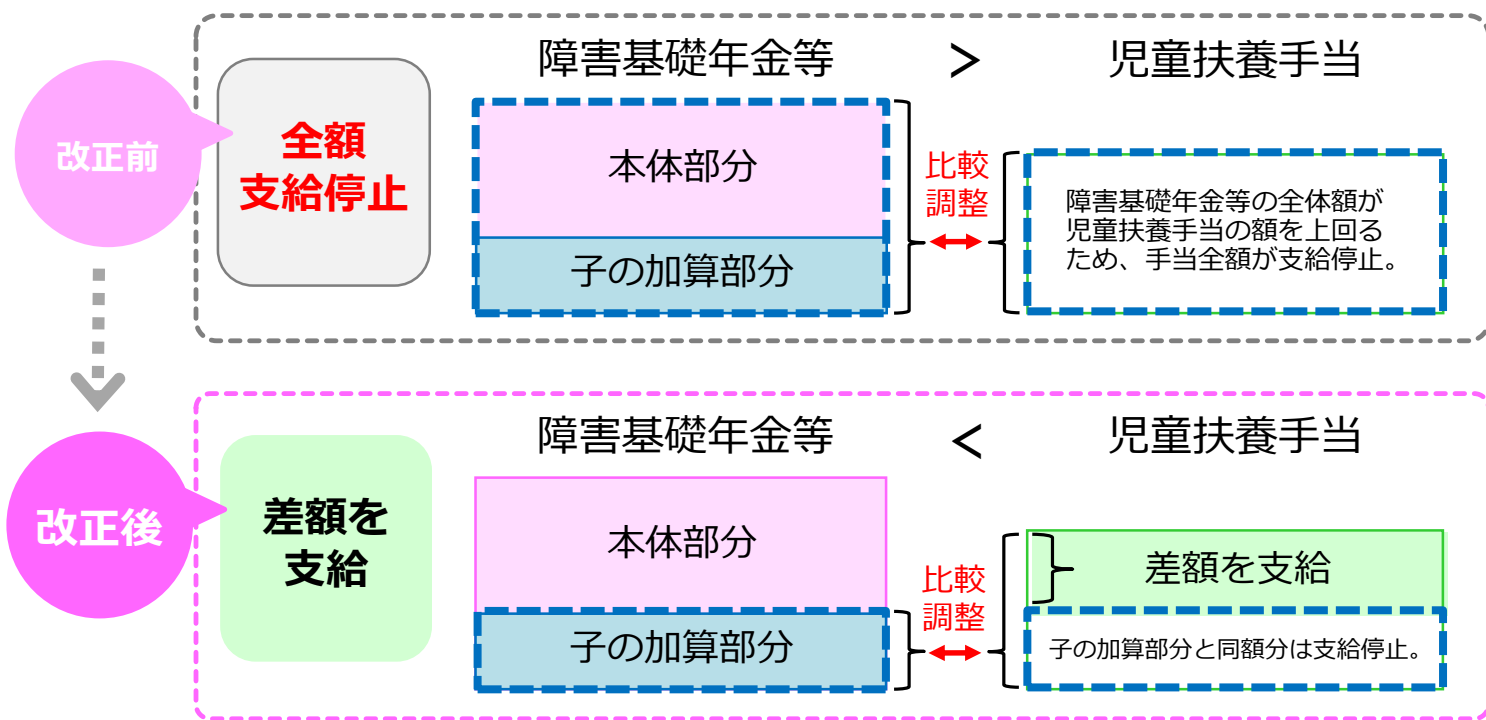 改正前
全額
支給停止
障害基礎年金等 > 児童扶養手当
本体部分
子の加算部分
比較
調整
障害基礎年金等の全体額が
児童扶養手当の額を上回る
ため、手当全額が支給停止。
改正後
差額を
支給
障害基礎年金等 < 児童扶養手当
本体部分
子の加算部分
比較
調整
差額を支給
子の加算部分と同額分は支給停止。